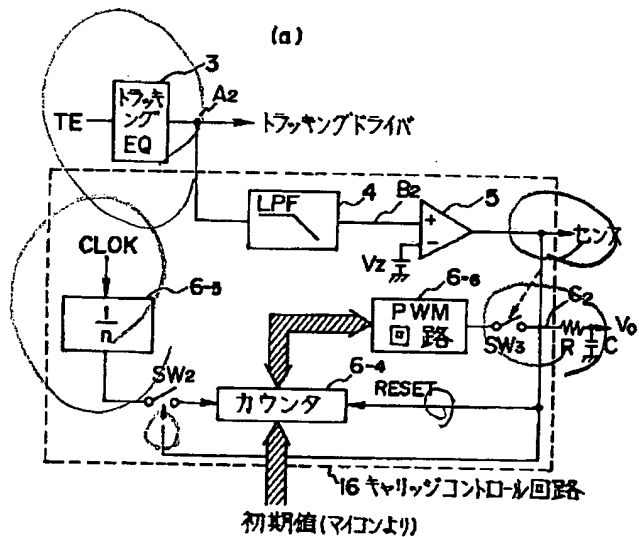 (a)
3
トラッキ
ング
EQ
A2
TE
トラッキングドライバ
LPF
4
B2
5
+
−
VZ
センス
CLOK
6-5
1
n
6-6
PWM
回 路
SW3
G2
R
C
V0
SW2
6-4
カウンタ
RESET
16 キャリッジコントロール回路
初期値(マイコンより)